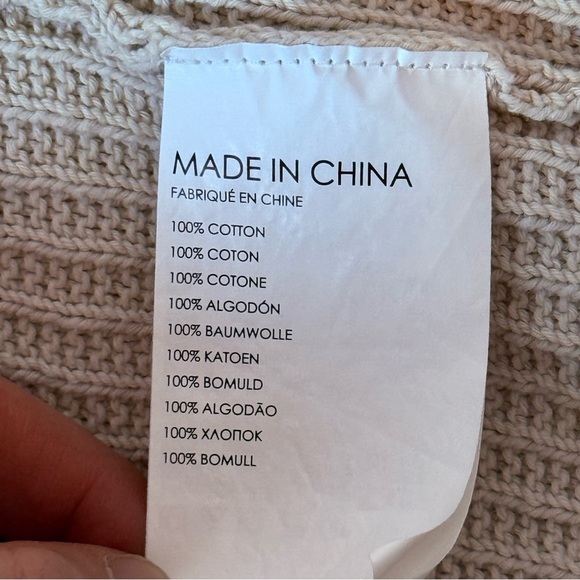 MADE IN CHINA
FABRIQUÉ EN CHINE
100% COTTON
100% COTON
100% COTONE
100% ALGODÓN
100% BAUMWOLLE
100% KATOEN
100% BOMULD
100% ALGODÃO
100% ХЛОПОК
100% BOMULL